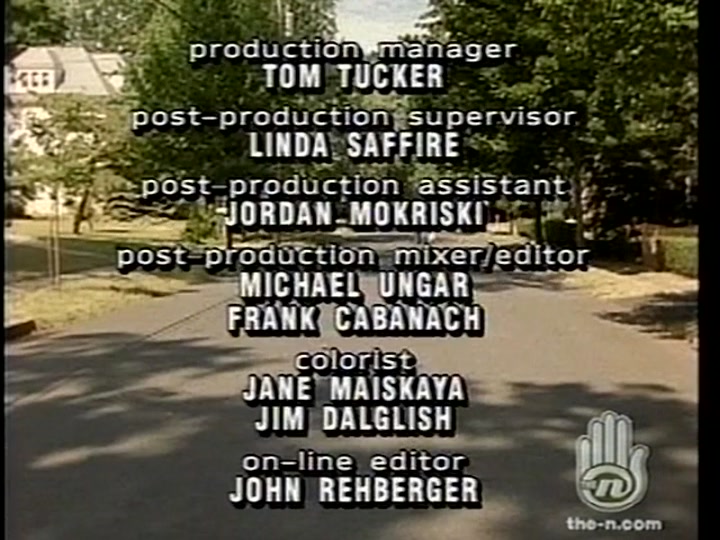 production manager
TOM TUCKER
post-production supervisor
LINDA SAFFIRE
post-production assistant
JORDAN MOKRISKI
post-production mixer/editor
MICHAEL UNGAR
FRANK CABANACH
colorist
JANE MAISKAYA
JIM DALGLISH
on-line editor
JOHN REHBERGER
THE n
the-n.com